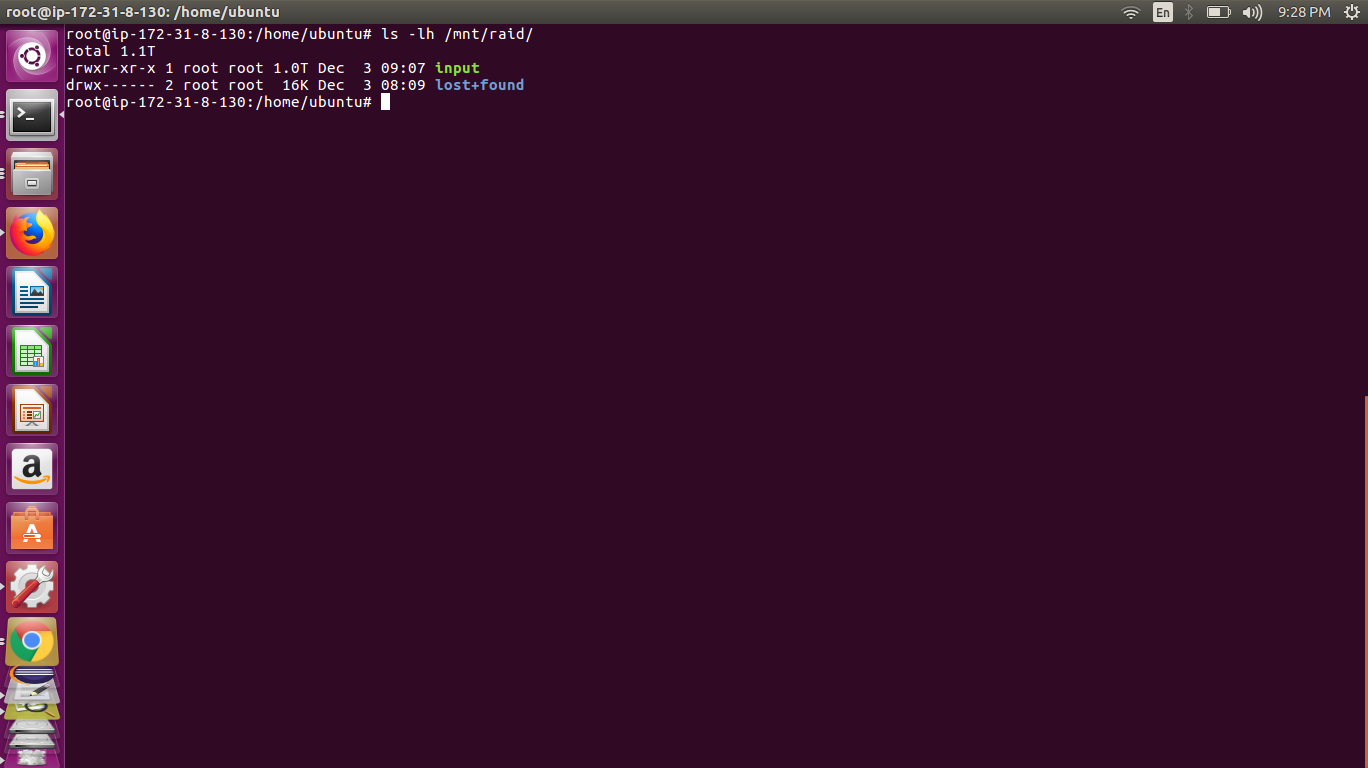 root@ip-172-31-8-130: /home/ubuntu
En
9:28 PM
root@ip-172-31-8-130:/home/ubuntu# ls -lh /mnt/raid/
total 1.1T
-rwxr-xr-x 1 root root 1.0T Dec  3 09:07 input
drwx------ 2 root root  16K Dec  3 08:09 lost+found
root@ip-172-31-8-130:/home/ubuntu#
>_
a
A